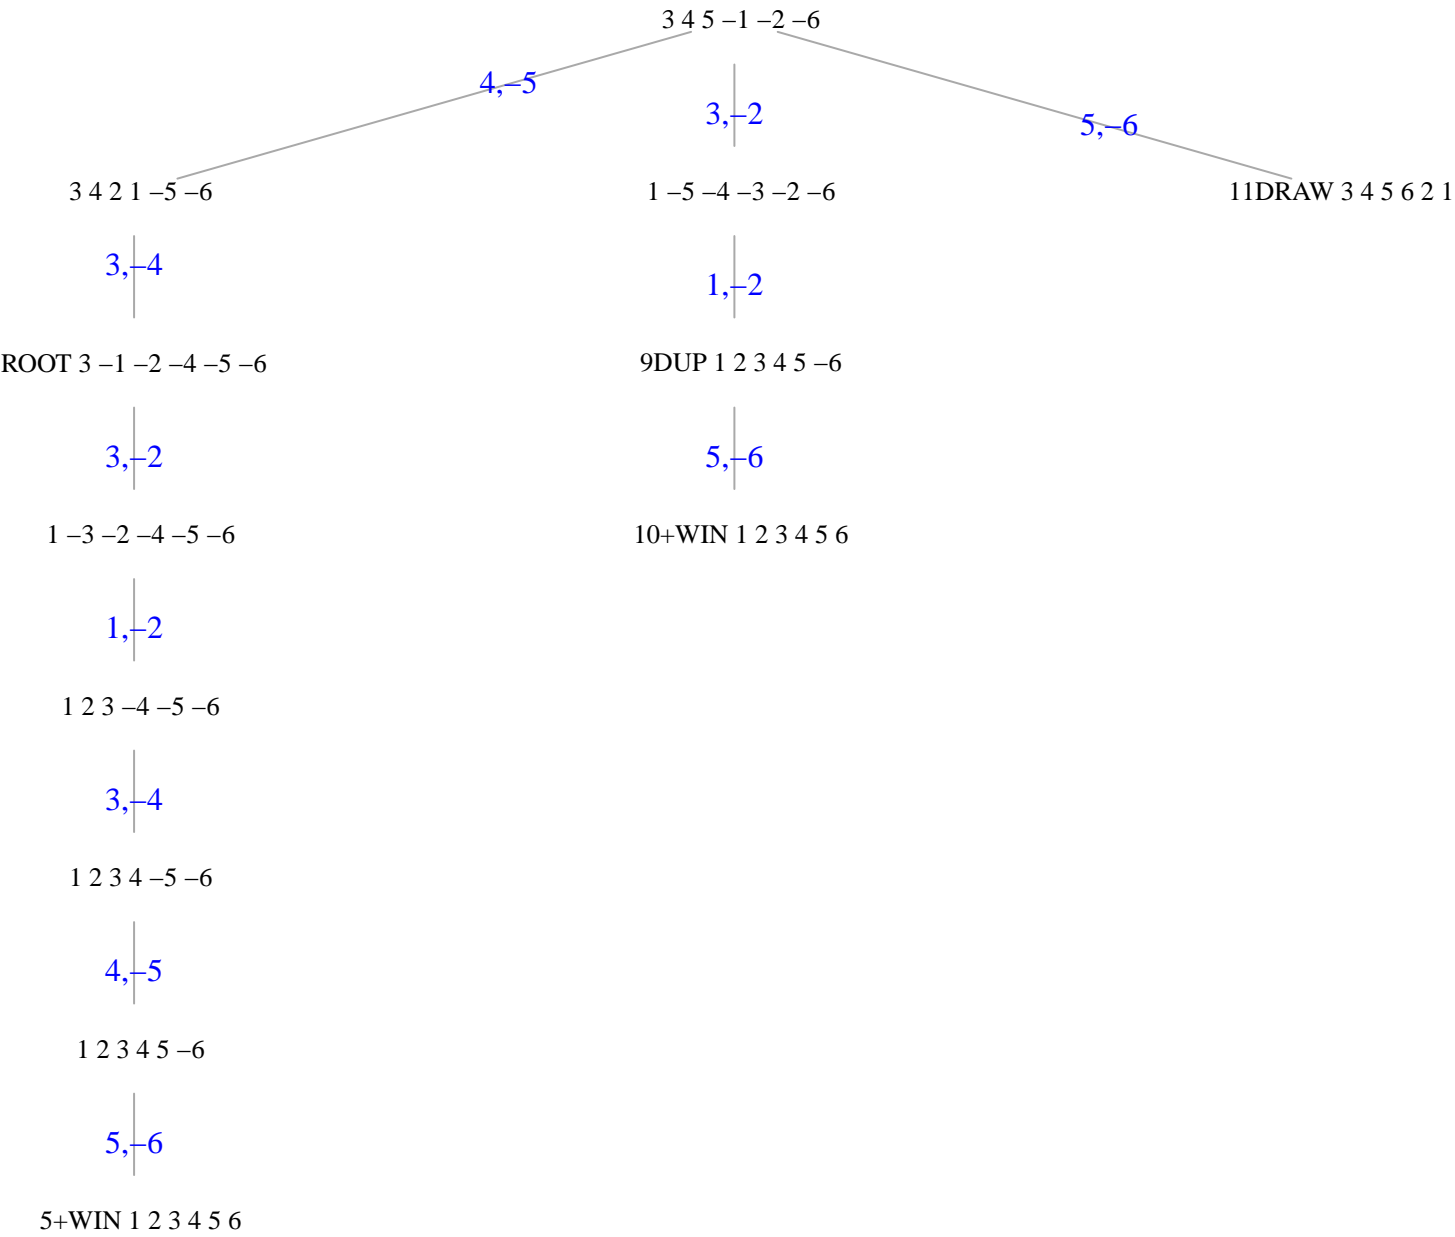 3 4 5 –1 –2 –6
4,–5
3,–2
5,–6
3 4 2 1 –5 –6
1 –5 –4 –3 –2 –6
11DRAW 3 4 5 6 2 1
3,–4
1,–2
ROOT 3 –1 –2 –4 –5 –6
9DUP 1 2 3 4 5 –6
3,–2
5,–6
1 –3 –2 –4 –5 –6
10+WIN 1 2 3 4 5 6
1,–2
1 2 3 –4 –5 –6
3,–4
1 2 3 4 –5 –6
4,–5
1 2 3 4 5 –6
5,–6
5+WIN 1 2 3 4 5 6